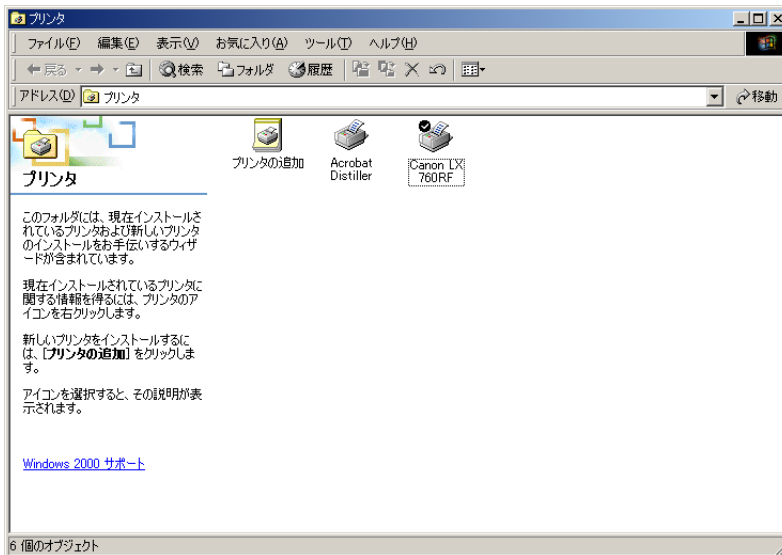 プリンタ
ファイル(F) 編集(E) 表示(V) お気に入り(A) ツール(T) ヘルプ(H)
戻る 検索 フォルダ 履歴
アドレス(D) プリンタ 移動
プリンタ
このフォルダには、現在インストールさ
れているプリンタおよび新しいプリンタ
のインストールをお手伝いするウィザ
ードが含まれています。
現在インストールされているプリンタに
関する情報を得るには、プリンタのア
イコンを右クリックします。
新しいプリンタをインストールするに
は、[プリンタの追加] をクリックしま
す。
アイコンを選択すると、その説明が表
示されます。
Windows 2000 サポート
プリンタの追加
Acrobat
Distiller
Canon LX
760RF
6 個のオブジェクト